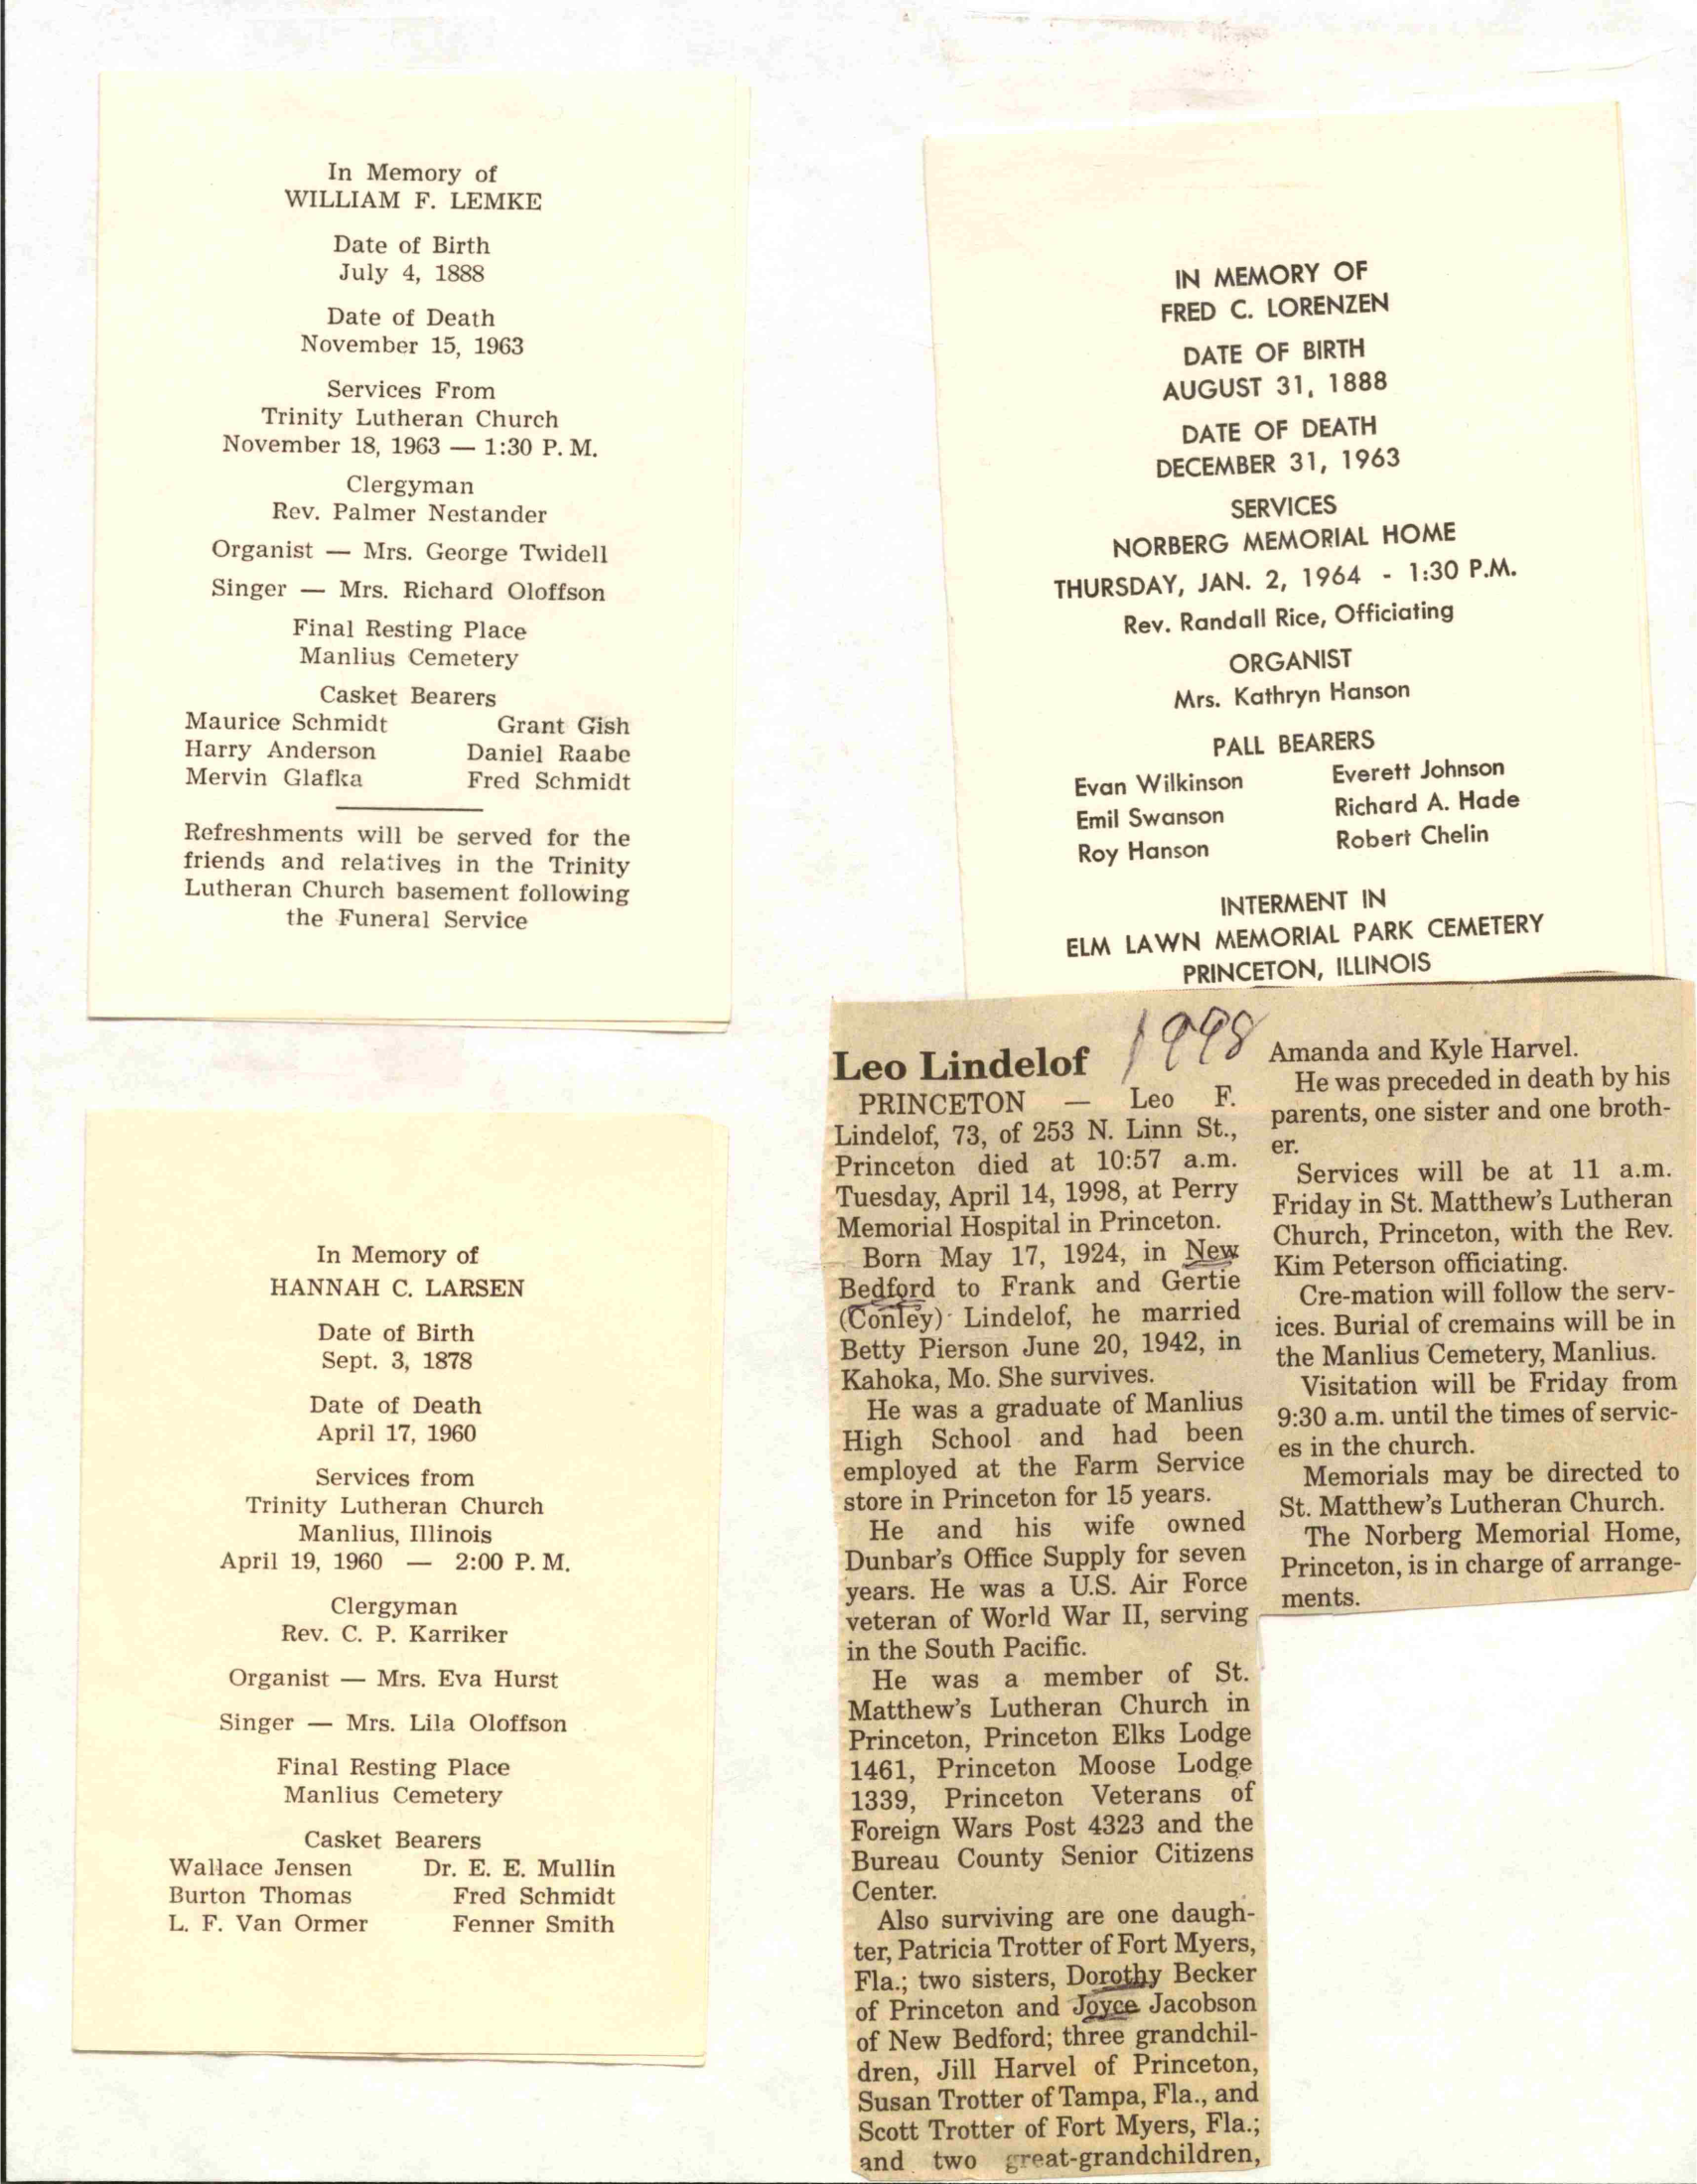 In Memory of
WILLIAM F. LEMKE
Date of Birth
July 4, 1888
Date of Death
November 15, 1963
Services From
Trinity Lutheran Church
November 18, 1963 — 1:30 P. M.
Clergyman
Rev. Palmer Nestander
Organist — Mrs. George Twidell
Singer — Mrs. Richard Oloffson
Final Resting Place
Manlius Cemetery
Casket Bearers
Maurice Schmidt Grant Gish
Harry Anderson Daniel Raabe
Mervin Glafka Fred Schmidt
Refreshments will be served for the
friends and relatives in the Trinity
Lutheran Church basement following
the Funeral Service
IN MEMORY OF
FRED C. LORENZEN
DATE OF BIRTH
AUGUST 31, 1888
DATE OF DEATH
DECEMBER 31, 1963
SERVICES
NORBERG MEMORIAL HOME
THURSDAY, JAN. 2, 1964 - 1:30 P.M.
Rev. Randall Rice, Officiating
ORGANIST
Mrs. Kathryn Hanson
PALL BEARERS
Evan Wilkinson Everett Johnson
Emil Swanson Richard A. Hade
Roy Hanson Robert Chelin
INTERMENT IN
ELM LAWN MEMORIAL PARK CEMETERY
PRINCETON, ILLINOIS
In Memory of
HANNAH C. LARSEN
Date of Birth
Sept. 3, 1878
Date of Death
April 17, 1960
Services from
Trinity Lutheran Church
Manlius, Illinois
April 19, 1960 — 2:00 P. M.
Clergyman
Rev. C. P. Karriker
Organist — Mrs. Eva Hurst
Singer — Mrs. Lila Oloffson
Final Resting Place
Manlius Cemetery
Casket Bearers
Wallace Jensen Dr. E. E. Mullin
Burton Thomas Fred Schmidt
L. F. Van Ormer Fenner Smith
Leo Lindelof 1998
PRINCETON — Leo F.
Lindelof, 73, of 253 N. Linn St.,
Princeton died at 10:57 a.m.
Tuesday, April 14, 1998, at Perry
Memorial Hospital in Princeton.
Born May 17, 1924, in New
Bedford to Frank and Gertie
(Conley) Lindelof, he married
Betty Pierson June 20, 1942, in
Kahoka, Mo. She survives.
He was a graduate of Manlius
High School and had been
employed at the Farm Service
store in Princeton for 15 years.
He and his wife owned
Dunbar's Office Supply for seven
years. He was a U.S. Air Force
veteran of World War II, serving
in the South Pacific.
He was a member of St.
Matthew's Lutheran Church in
Princeton, Princeton Elks Lodge
1461, Princeton Moose Lodge
1339, Princeton Veterans of
Foreign Wars Post 4323 and the
Bureau County Senior Citizens
Center.
Also surviving are one daugh-
ter, Patricia Trotter of Fort Myers,
Fla.; two sisters, Dorothy Becker
of Princeton and Joyce Jacobson
of New Bedford; three grandchil-
dren, Jill Harvel of Princeton,
Susan Trotter of Tampa, Fla., and
Scott Trotter of Fort Myers, Fla.;
and two great-grandchildren,
Amanda and Kyle Harvel.
He was preceded in death by his
parents, one sister and one broth-
er.
Services will be at 11 a.m.
Friday in St. Matthew's Lutheran
Church, Princeton, with the Rev.
Kim Peterson officiating.
Cre-mation will follow the serv-
ices. Burial of cremains will be in
the Manlius Cemetery, Manlius.
Visitation will be Friday from
9:30 a.m. until the times of servic-
es in the church.
Memorials may be directed to
St. Matthew's Lutheran Church.
The Norberg Memorial Home,
Princeton, is in charge of arrange-
ments.